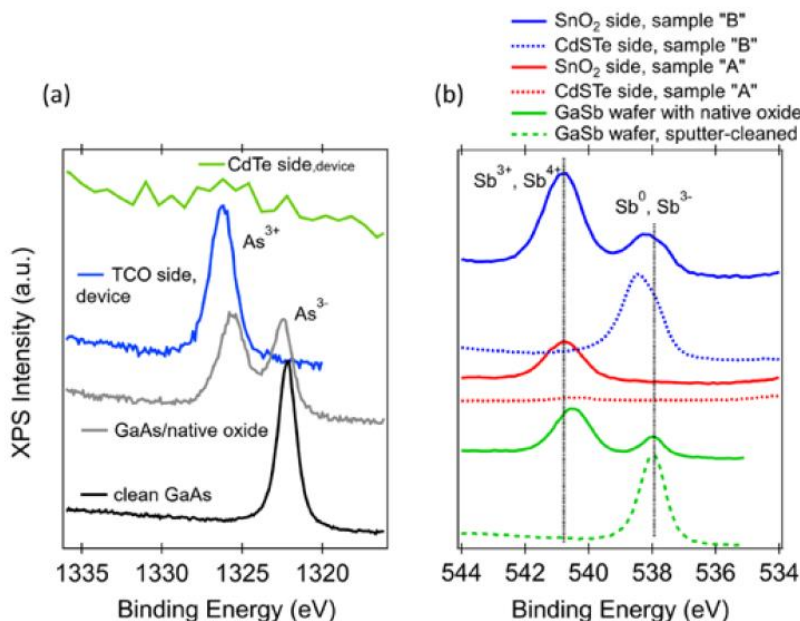 SnO2 side, sample "B"
CdSTe side, sample "B"
SnO2 side, sample "A"
CdSTe side, sample "A"
GaSb wafer with native oxide
GaSb wafer, sputter-cleaned
(a)
(b)
CdTe side,device
As3+
TCO side,
device
As3-
GaAs/native oxide
clean GaAs
XPS Intensity (a.u.)
1335 1330 1325 1320
Binding Energy (eV)
Sb3+, Sb4+
Sb0, Sb3-
544 542 540 538 536 534
Binding Energy (eV)